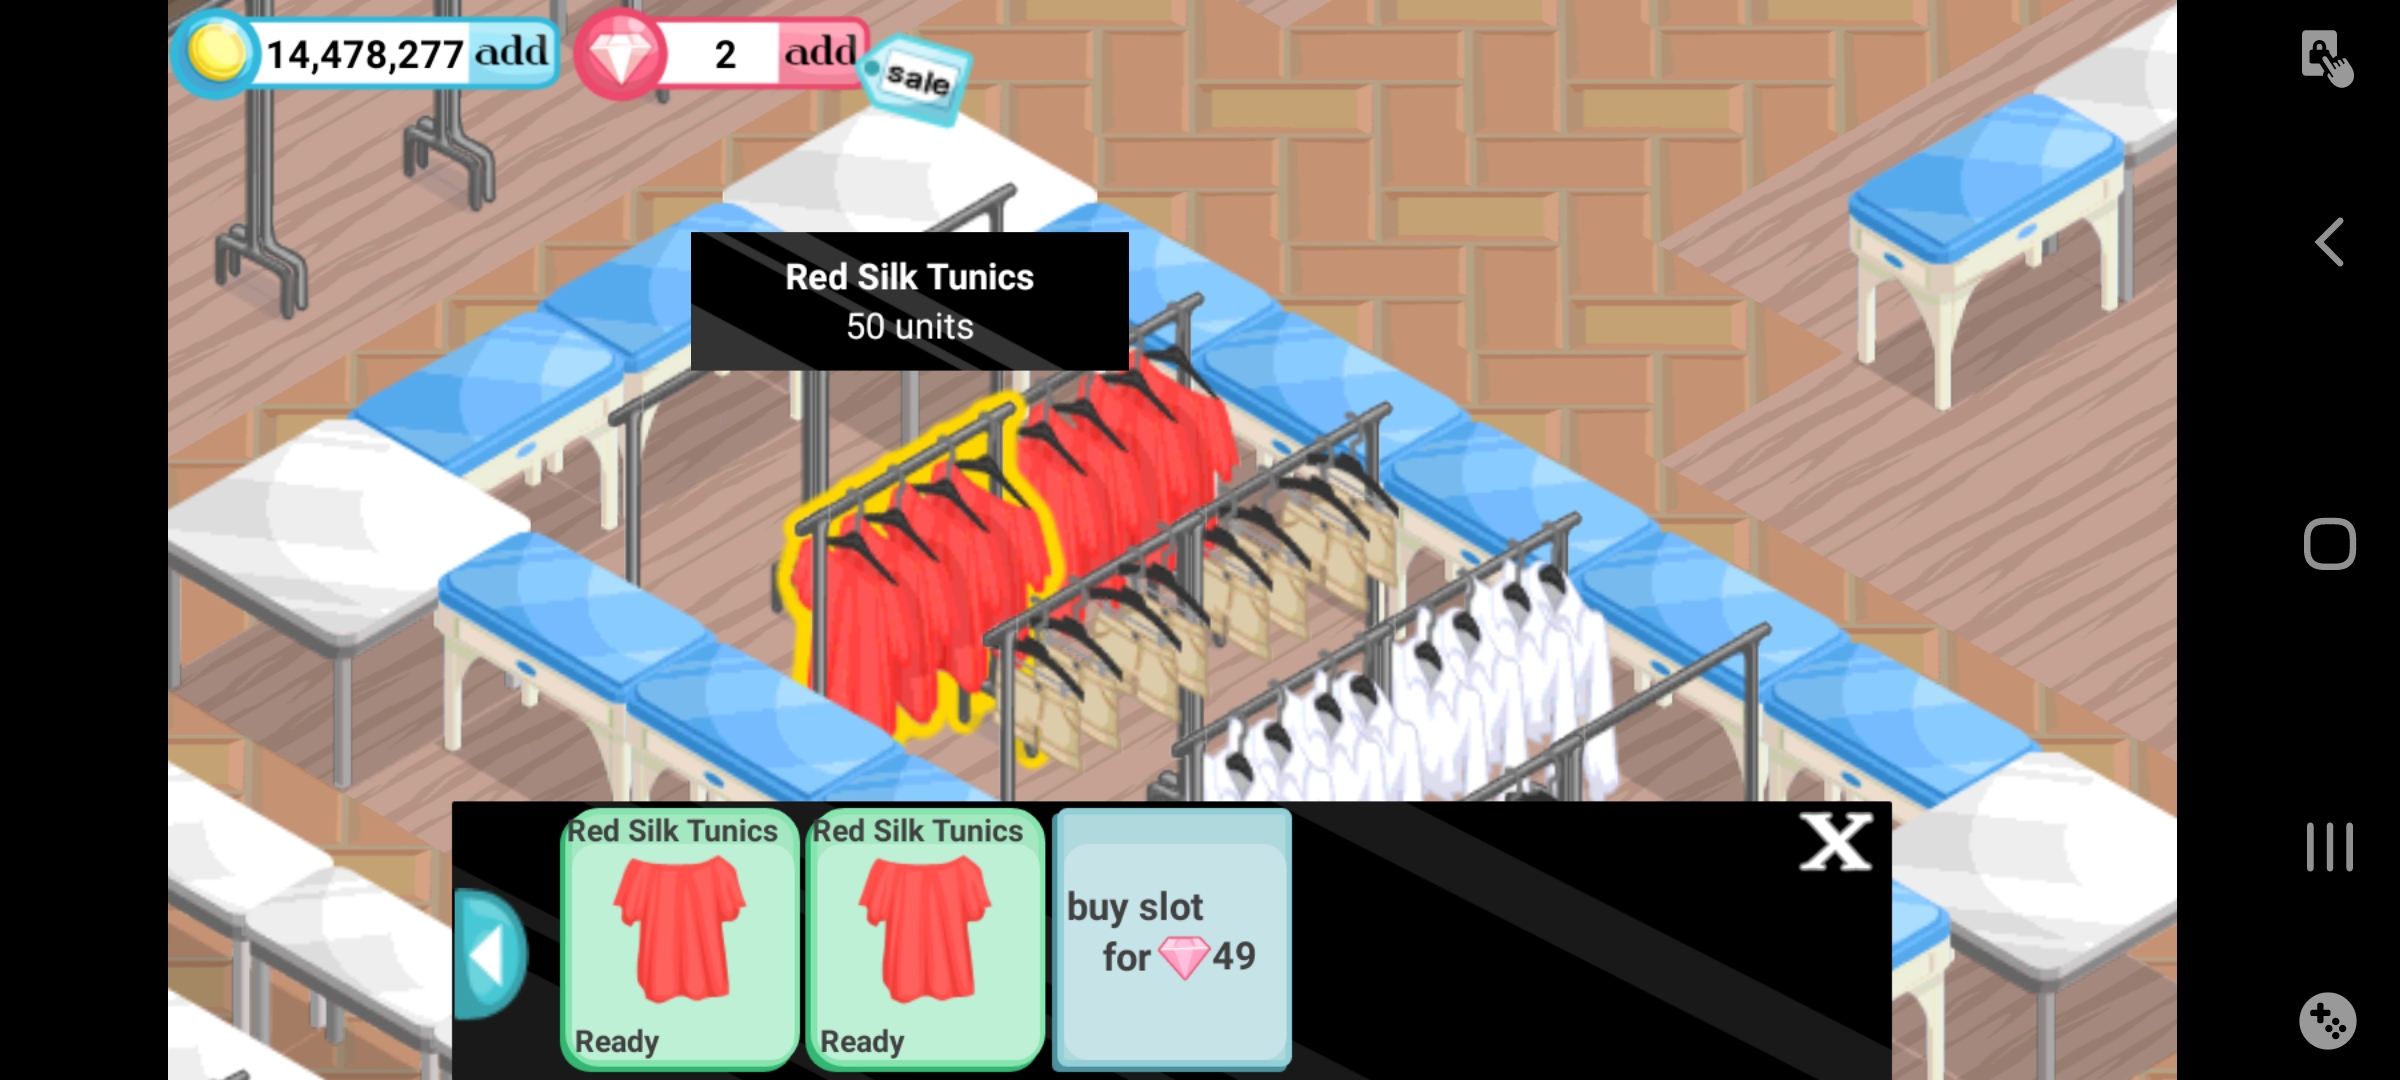 14,478,277 add
2 add
sale
Red Silk Tunics
50 units
Red Silk Tunics
Ready
Red Silk Tunics
Ready
buy slot
for 49
X